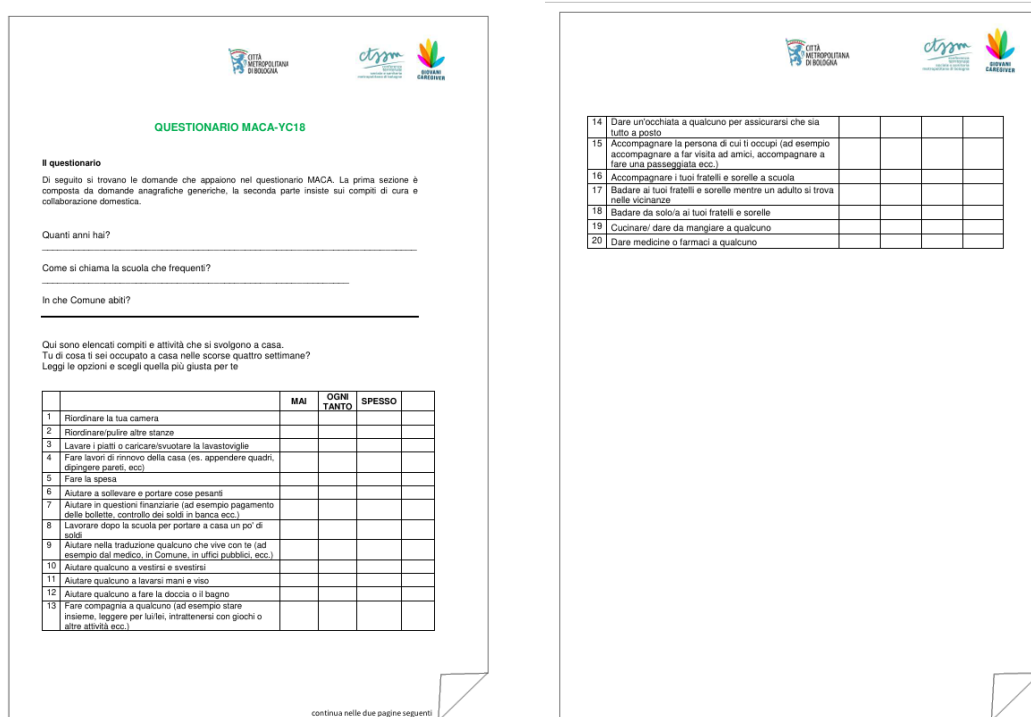 CITTÀ
METROPOLITANA
DI BOLOGNA
ctssm
GIOVANI
CAREGIVER
QUESTIONARIO MACA-YC18
Il questionario
Di seguito si trovano le domande che appaiono nel questionario MACA. La prima sezione è
composta da domande anagrafiche generiche, la seconda parte insiste sui compiti di cura e
collaborazione domestica.
Quanti anni hai?
Come si chiama la scuola che frequenti?
In che Comune abiti?
Qui sono elencati compiti e attività che si svolgono a casa.
Tu di cosa ti sei occupato a casa nelle scorse quattro settimane?
Leggi le opzioni e scegli quella più giusta per te
MAI OGNI TANTO SPESSO
1 Riordinare la tua camera
2 Riordinare/pulire altre stanze
3 Lavare i piatti o caricare/svuotare la lavastoviglie
4 Fare lavori di rinnovo della casa (es. appendere quadri,
dipingere pareti, ecc)
5 Fare la spesa
6 Aiutare a sollevare e portare cose pesanti
7 Aiutare in questioni finanziarie (ad esempio pagamento
delle bollette, controllo dei soldi in banca ecc.)
8 Lavorare dopo la scuola per portare a casa un po' di
soldi
9 Aiutare nella traduzione qualcuno che vive con te (ad
esempio dal medico, in Comune, in uffici pubblici, ecc.)
10 Aiutare qualcuno a vestirsi e svestirsi
11 Aiutare qualcuno a lavarsi mani e viso
12 Aiutare qualcuno a fare la doccia o il bagno
13 Fare compagnia a qualcuno (ad esempio stare
insieme, leggere per lui/lei, intrattenersi con giochi o
altre attività ecc.)
continua nelle due pagine seguenti
CITTÀ
METROPOLITANA
DI BOLOGNA
ctssm
GIOVANI
CAREGIVER
14 Dare un'occhiata a qualcuno per assicurarsi che sia
tutto a posto
15 Accompagnare la persona di cui ti occupi (ad esempio
accompagnare a far visita ad amici, accompagnare a
fare una passeggiata ecc.)
16 Accompagnare i tuoi fratelli e sorelle a scuola
17 Badare ai tuoi fratelli e sorelle mentre un adulto si trova
nelle vicinanze
18 Badare da solo/a ai tuoi fratelli e sorelle
19 Cucinare/ dare da mangiare a qualcuno
20 Dare medicine o farmaci a qualcuno